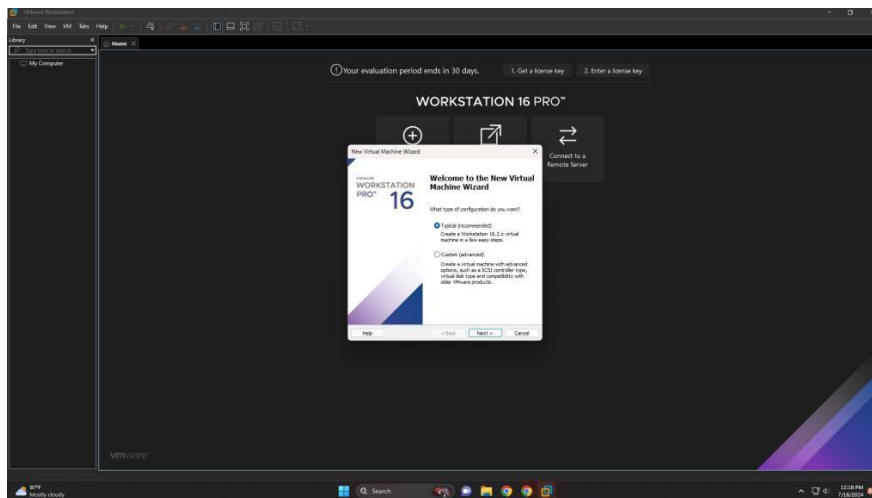 VMware Workstation
File Edit View VM Tabs Help
Library
Type here to search
My Computer
Home
Your evaluation period ends in 30 days.
1. Get a license key
2. Enter a license key
WORKSTATION 16 PRO™
Connect to a
Remote Server
New Virtual Machine Wizard
vmware
WORKSTATION
PRO™ 16
Welcome to the New Virtual
Machine Wizard
What type of configuration do you want?
Typical (recommended)
Create a Workstation 16.2.x virtual
machine in a few easy steps.
Custom (advanced)
Create a virtual machine with advanced
options, such as a SCSI controller type,
virtual disk type and compatibility with
older VMware products.
Help
< Back
Next >
Cancel
vmware
87°F
Mostly cloudy
Search
12:18 PM
7/18/2024